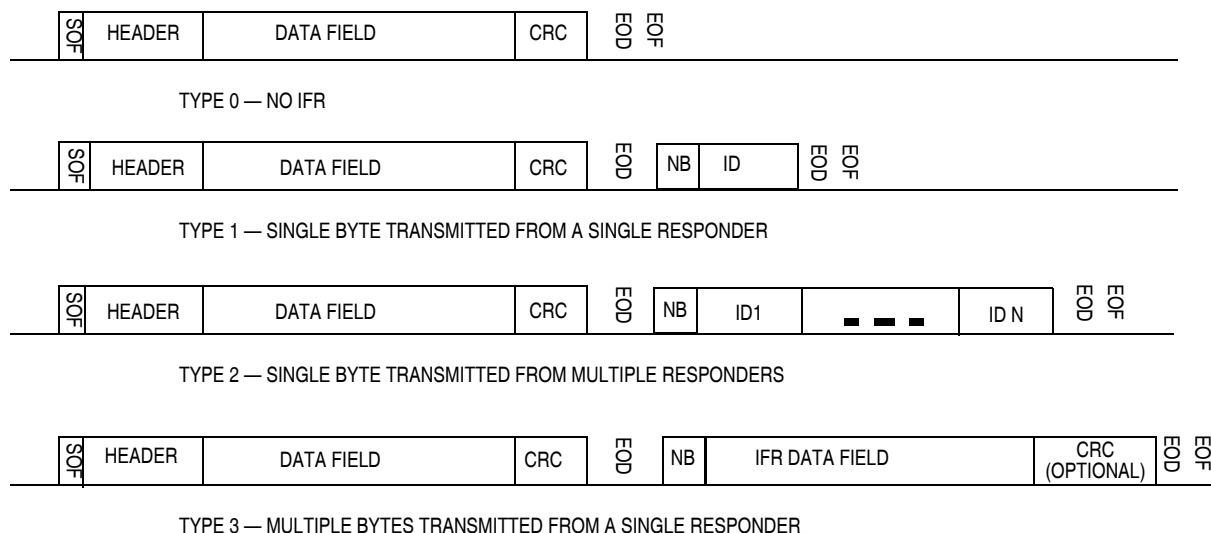 SOF HEADER DATA FIELD CRC EOD EOF
TYPE 0 — NO IFR
SOF HEADER DATA FIELD CRC EOD NB ID EOD EOF
TYPE 1 — SINGLE BYTE TRANSMITTED FROM A SINGLE RESPONDER
SOF HEADER DATA FIELD CRC EOD NB ID1 ID N EOD EOF
TYPE 2 — SINGLE BYTE TRANSMITTED FROM MULTIPLE RESPONDERS
SOF HEADER DATA FIELD CRC EOD NB IFR DATA FIELD CRC (OPTIONAL) EOD EOF
TYPE 3 — MULTIPLE BYTES TRANSMITTED FROM A SINGLE RESPONDER